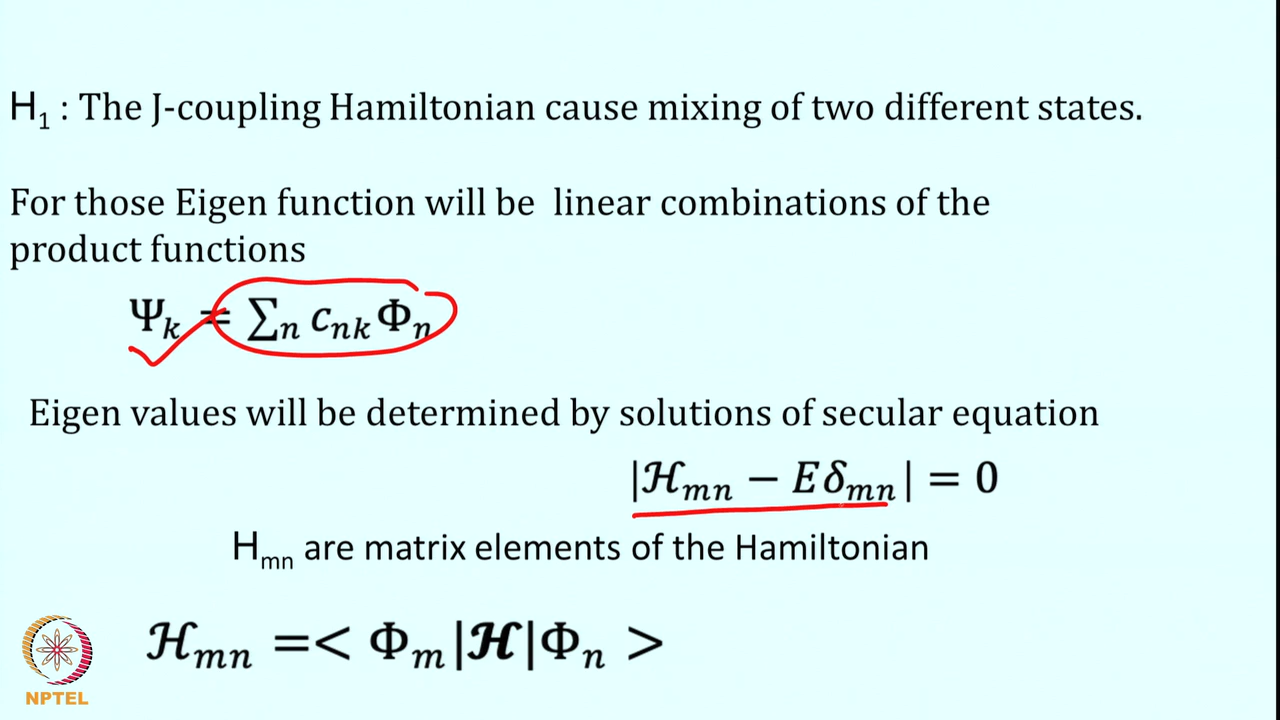 H₁ : The J-coupling Hamiltonian cause mixing of two different states.
For those Eigen function will be linear combinations of the
product functions
Ψₖ = ∑ₙ cₙₖ Φₙ
Eigen values will be determined by solutions of secular equation
|ℋₘₙ − Eδₘₙ| = 0
Hₘₙ are matrix elements of the Hamiltonian
ℋₘₙ =< Φₘ|ℋ|Φₙ >
NPTEL